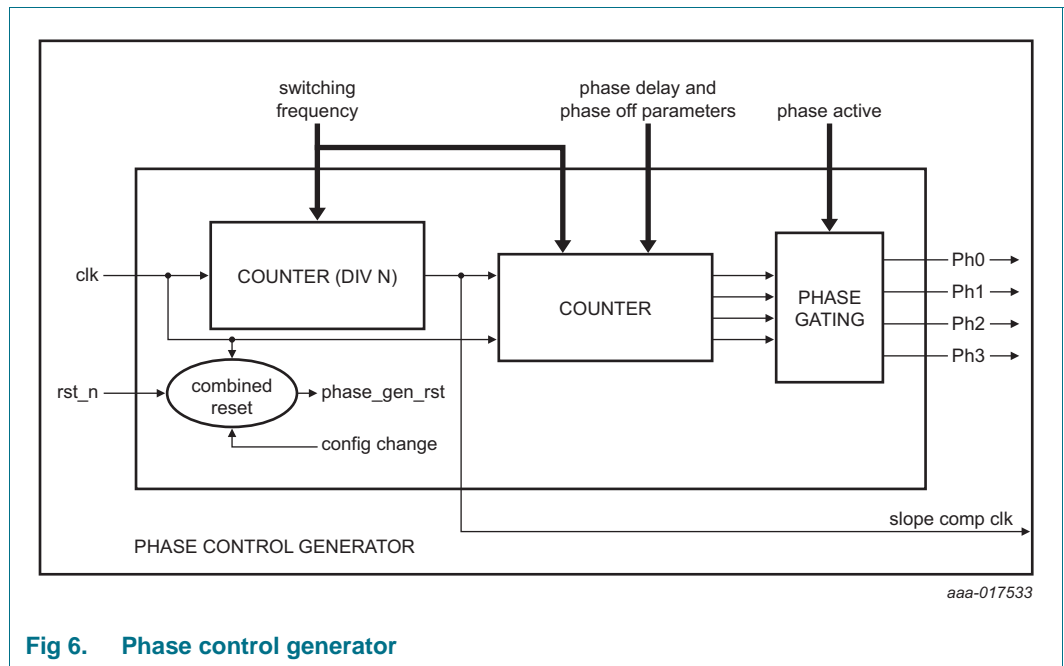 switching
frequency
phase delay and
phase off parameters
phase active
clk
COUNTER (DIV N)
COUNTER
PHASE
GATING
Ph0
Ph1
Ph2
Ph3
rst_n
combined
reset
phase_gen_rst
config change
slope comp clk
PHASE CONTROL GENERATOR
aaa-017533
Fig 6. Phase control generator